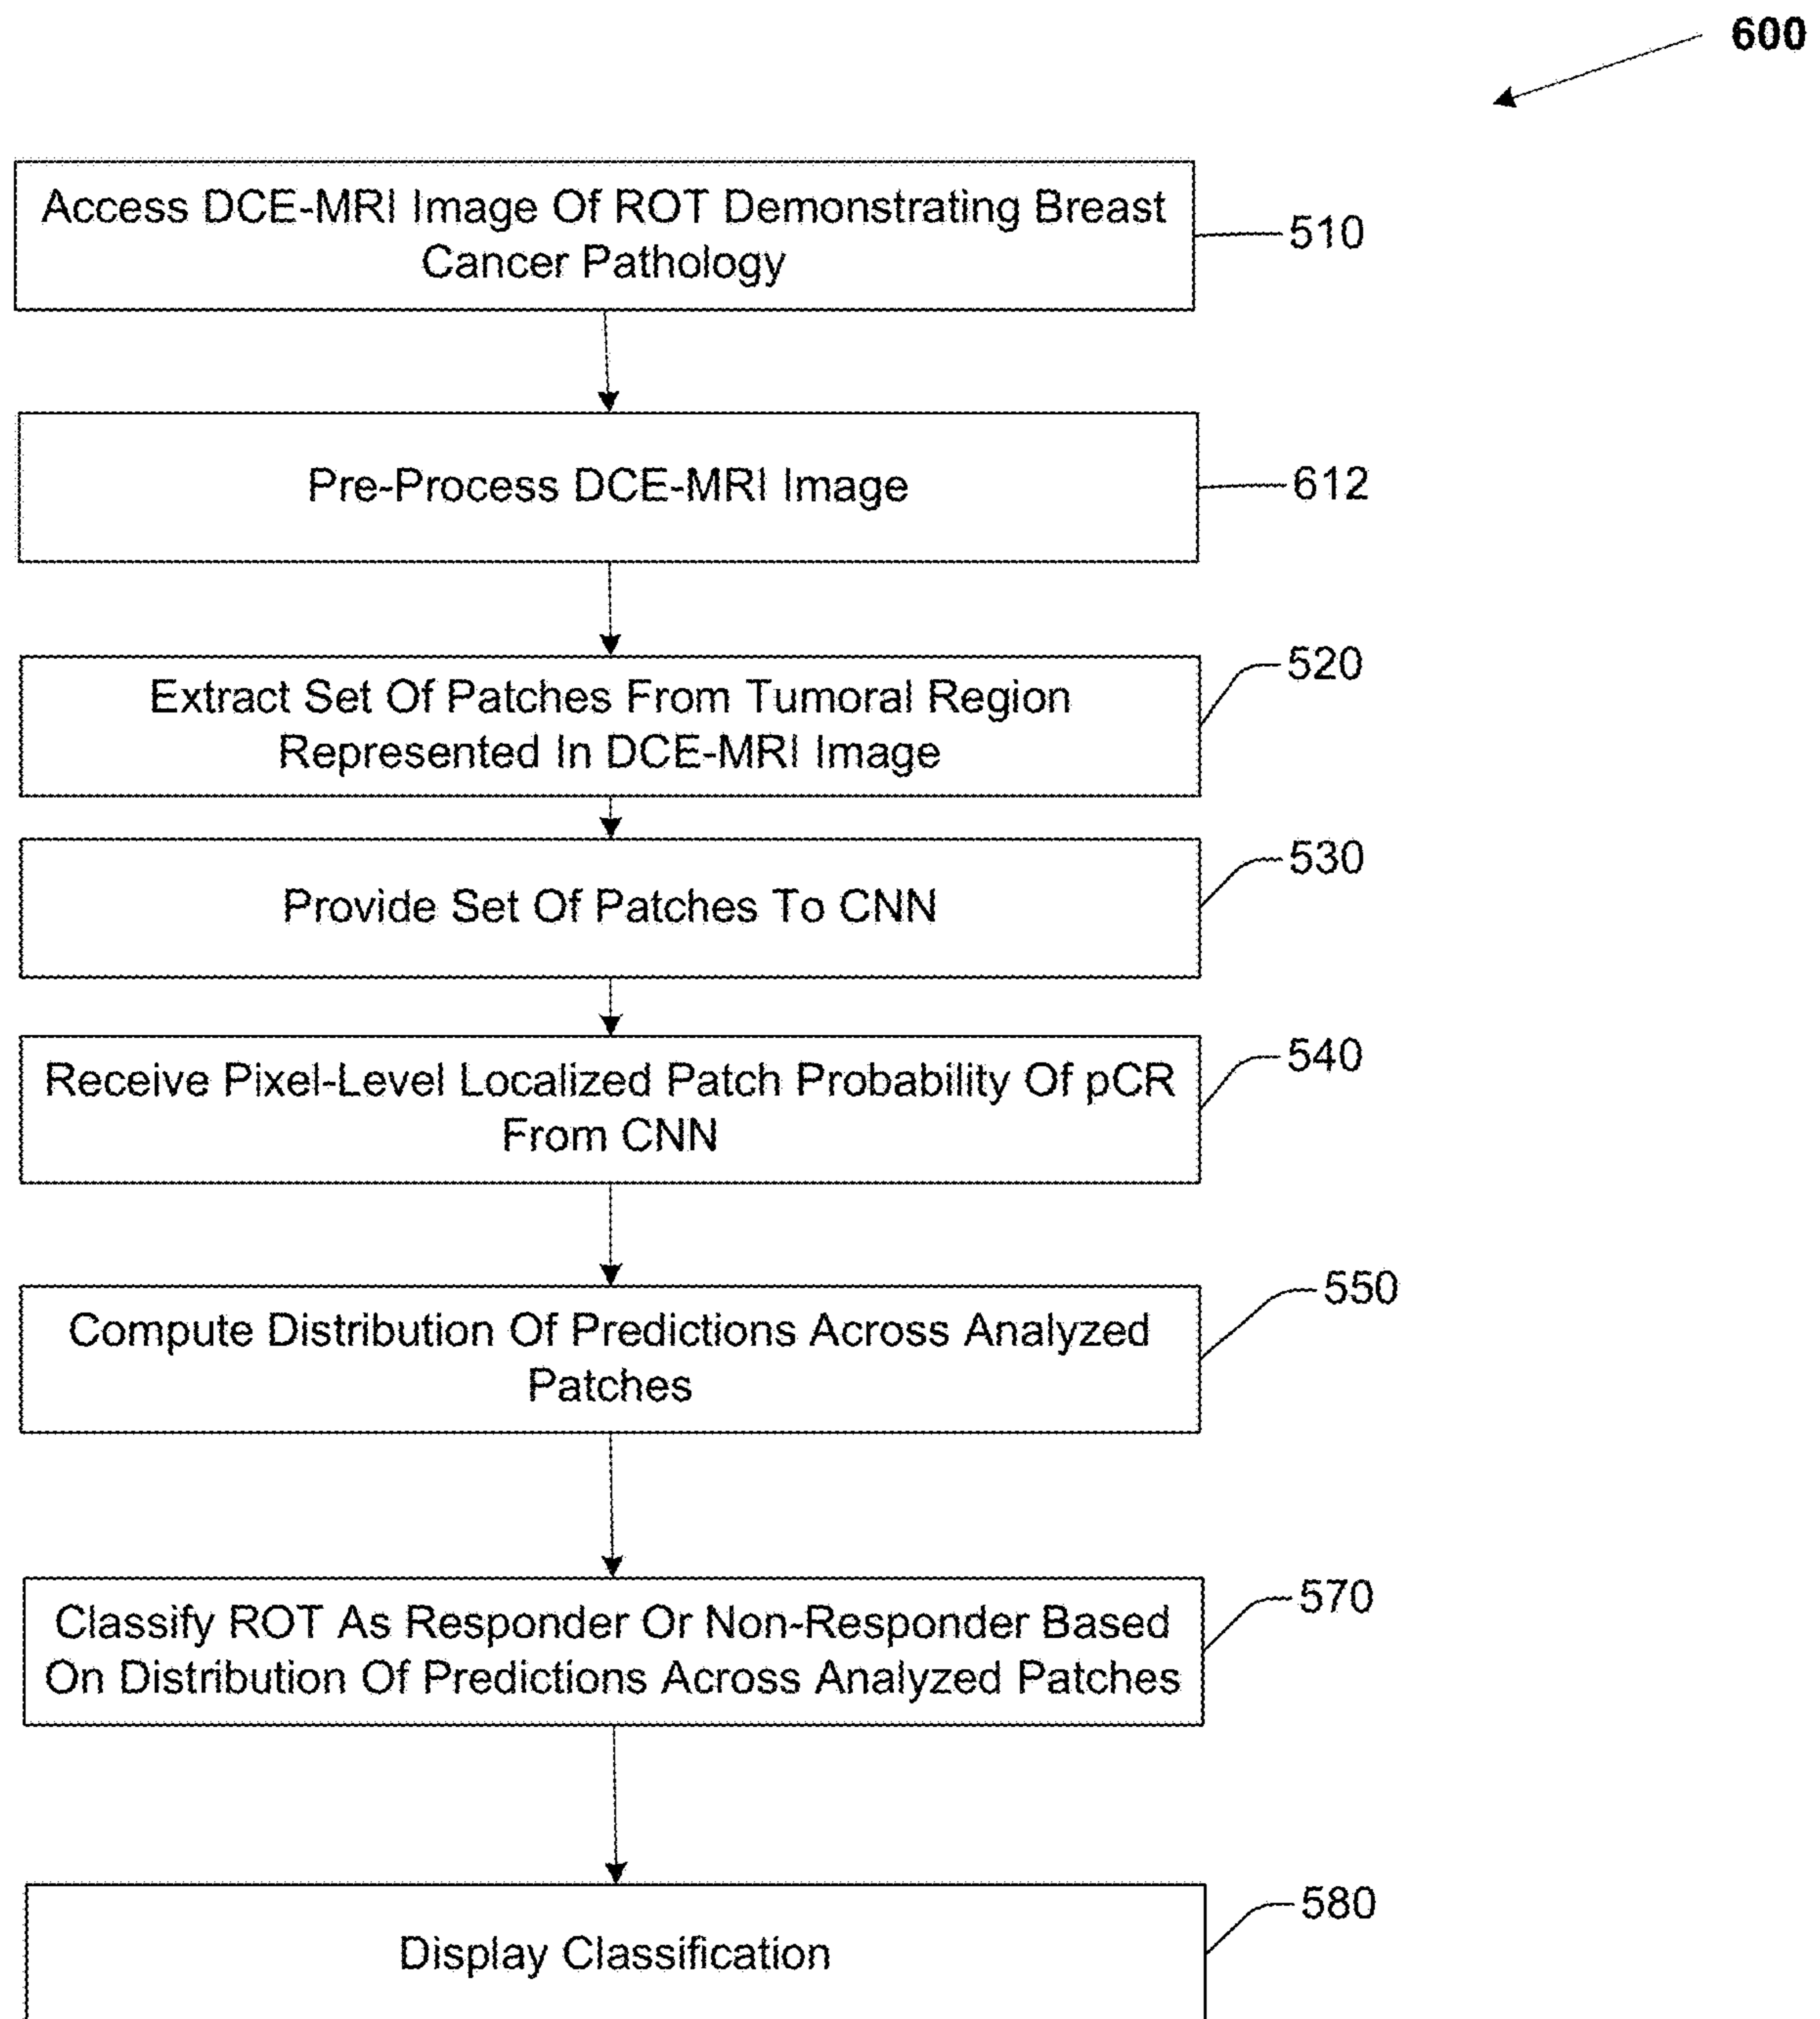 600
Access DCE-MRI Image Of ROT Demonstrating Breast
Cancer Pathology
510
Pre-Process DCE-MRI Image
612
Extract Set Of Patches From Tumoral Region
Represented In DCE-MRI Image
520
Provide Set Of Patches To CNN
530
Receive Pixel-Level Localized Patch Probability Of pCR
From CNN
540
Compute Distribution Of Predictions Across Analyzed
Patches
550
Classify ROT As Responder Or Non-Responder Based
On Distribution Of Predictions Across Analyzed Patches
570
Display Classification
580